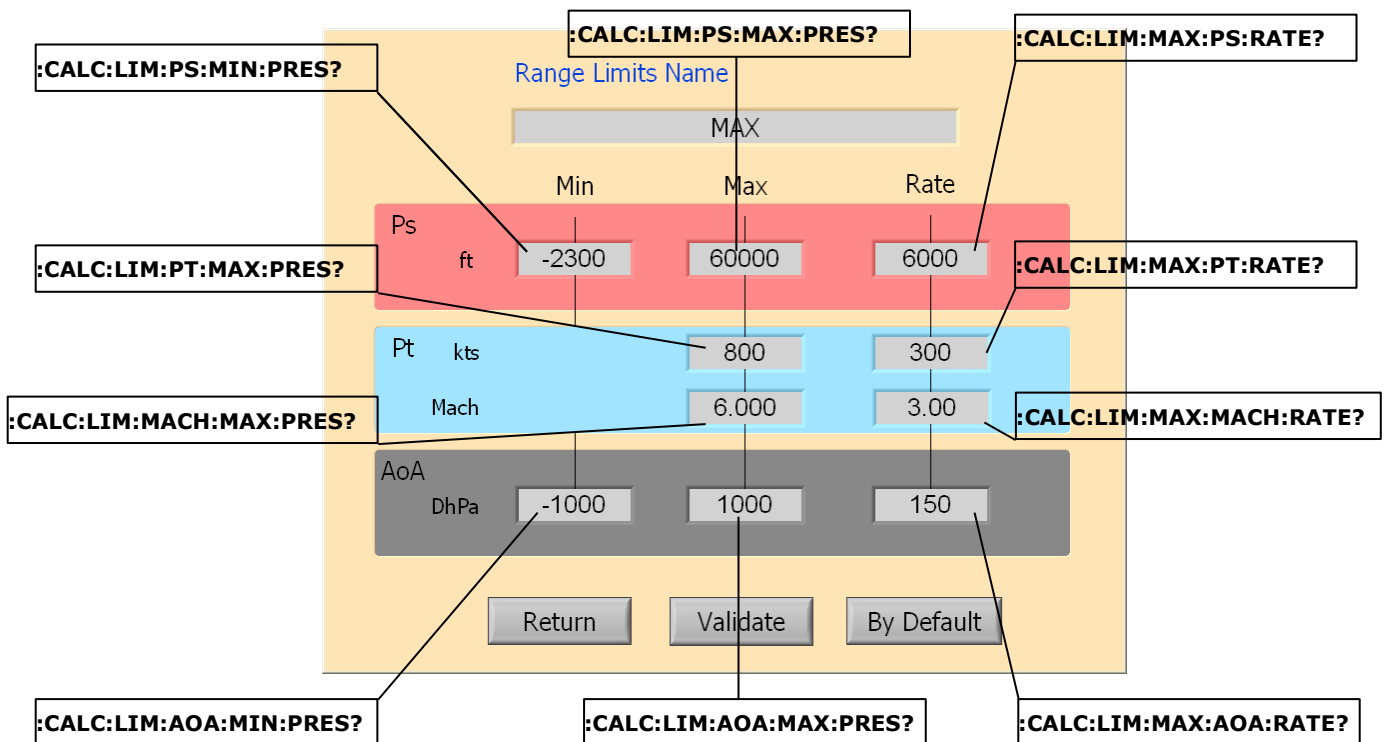 :CALC:LIM:PS:MAX:PRES?
:CALC:LIM:MAX:PS:RATE?
:CALC:LIM:PS:MIN:PRES?
Range Limits Name
MAX
Min Max Rate
Ps
ft -2300 60000 6000
:CALC:LIM:PT:MAX:PRES?
:CALC:LIM:MAX:PT:RATE?
Pt kts 800 300
Mach 6.000 3.00
:CALC:LIM:MACH:MAX:PRES?
:CALC:LIM:MAX:MACH:RATE?
AoA
DhPa -1000 1000 150
Return Validate By Default
:CALC:LIM:AOA:MIN:PRES?
:CALC:LIM:AOA:MAX:PRES?
:CALC:LIM:MAX:AOA:RATE?